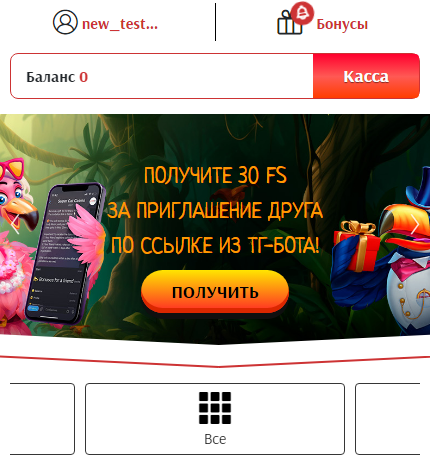 new_test...
Бонусы
Баланс 0
Касса
ПОЛУЧИТЕ 30 FS
ЗА ПРИГЛАШЕНИЕ ДРУГА
ПО ССЫЛКЕ ИЗ ТГ-БОТА!
ПОЛУЧИТЬ
Все